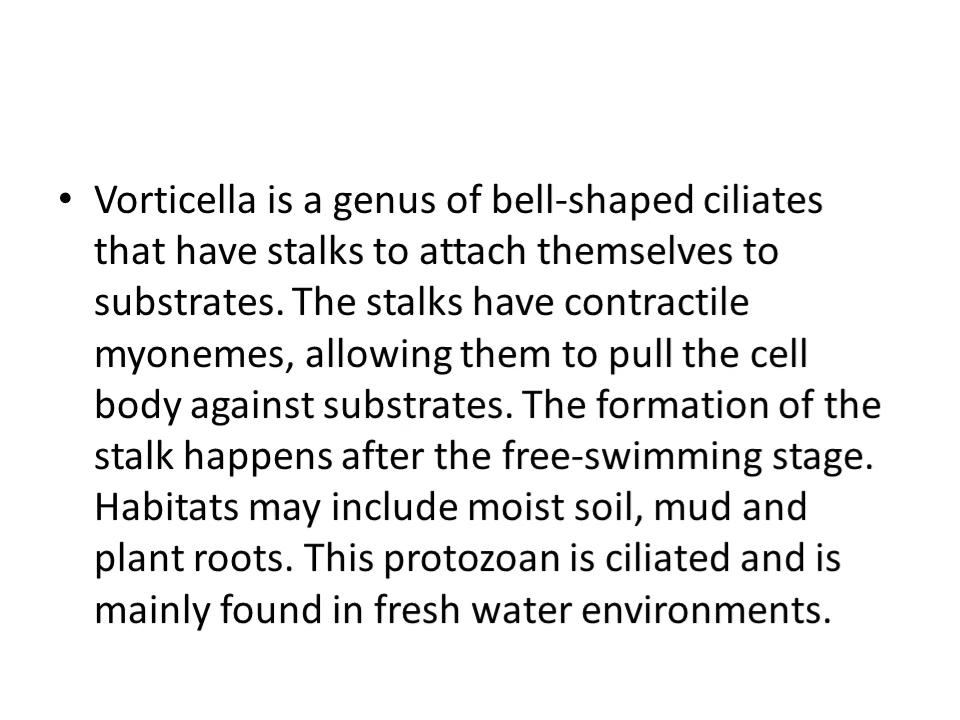 • Vorticella is a genus of bell-shaped ciliates
that have stalks to attach themselves to
substrates. The stalks have contractile
myonemes, allowing them to pull the cell
body against substrates. The formation of the
stalk happens after the free-swimming stage.
Habitats may include moist soil, mud and
plant roots. This protozoan is ciliated and is
mainly found in fresh water environments.